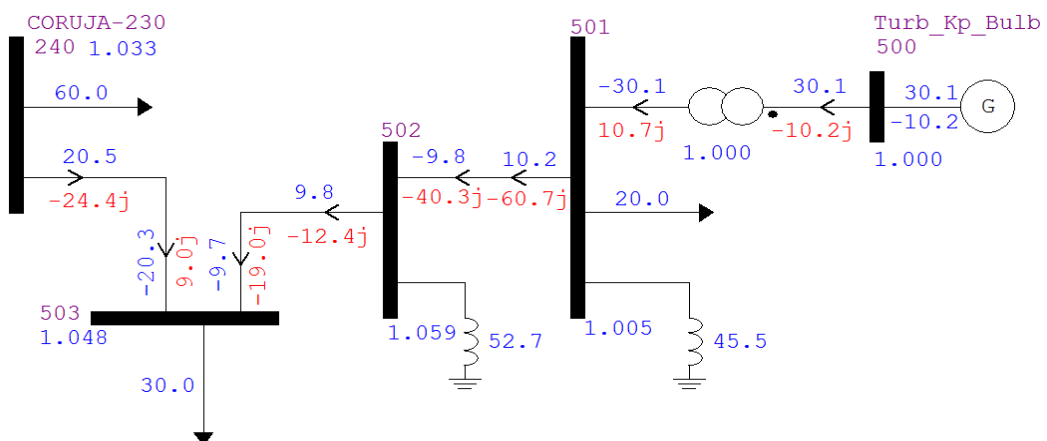 CORUJA-230
240 1.033
60.0
20.5
-24.4j
-20.3
9.0j
-9.7
-19.0j
9.8
-12.4j
503
1.048
30.0
502
-9.8
-40.3j
10.2
-60.7j
1.059
52.7
501
-30.1
10.7j
1.000
20.0
1.005
45.5
30.1
-10.2j
Turb_Kp_Bulb
500
30.1
-10.2
G
1.000